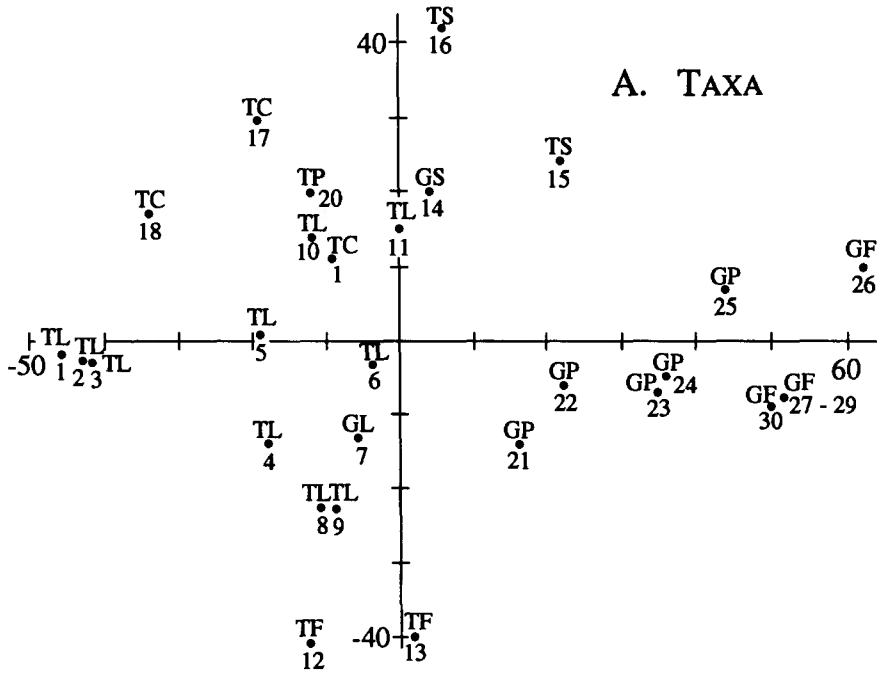 TS
40
16
A. TAXA
TC
17
TS
15
TP
20
GS
14
TC
18
TL
10
TL
11
TC
1
GF
26
GP
25
TL
5
TL
1
TL
2
3 TL
-50
TL
6
60
GP
22
GP
24
GP
23
GF
30
GF
27 - 29
TL
4
GL
7
GP
21
TL TL
8 9
TF
12
-40
TF
13